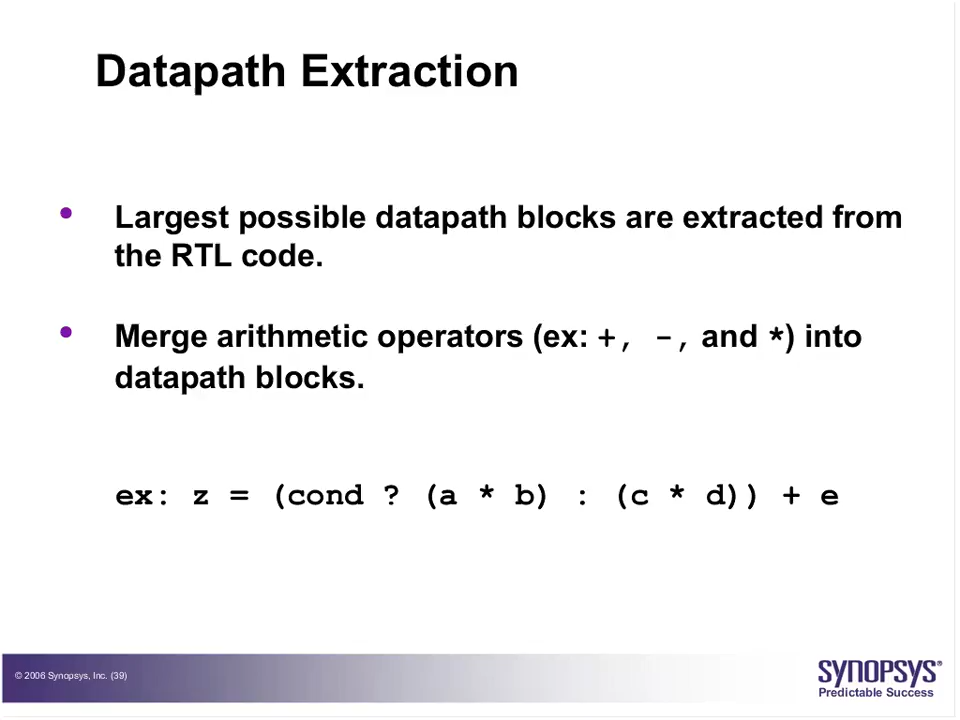 Datapath Extraction
• Largest possible datapath blocks are extracted from
the RTL code.
• Merge arithmetic operators (ex: +, -, and *) into
datapath blocks.
ex: z = (cond ? (a * b) : (c * d)) + e
© 2006 Synopsys, Inc. (39)
SYNOPSYS®
Predictable Success